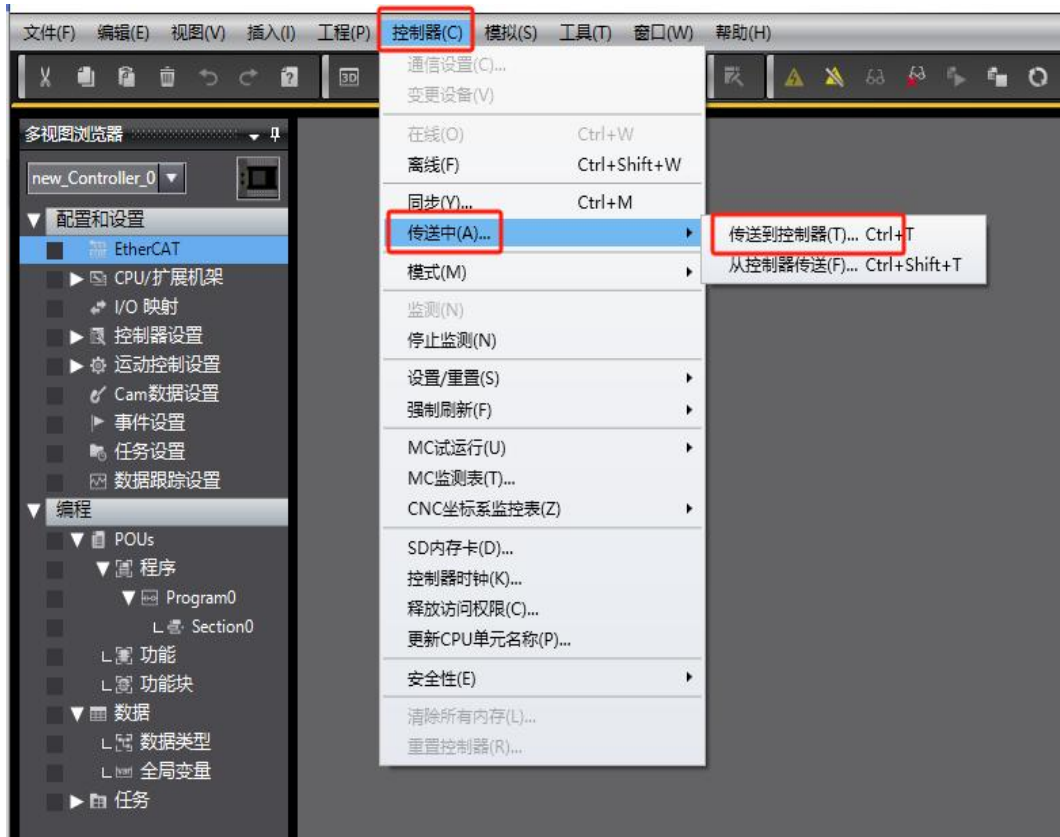 文件(F) 编辑(E) 视图(V) 插入(I) 工程(P) 控制器(C) 模拟(S) 工具(T) 窗口(W) 帮助(H)
3D
多视图浏览器
new_Controller_0
配置和设置
EtherCAT
CPU/扩展机架
I/O 映射
控制器设置
运动控制设置
Cam数据设置
事件设置
任务设置
数据跟踪设置
编程
POUs
程序
Program0
Section0
功能
功能块
数据
数据类型
全局变量
任务
通信设置(C)...
变更设备(V)
在线(O) Ctrl+W
离线(F) Ctrl+Shift+W
同步(Y)... Ctrl+M
传送中(A)...
模式(M)
监测(N)
停止监测(N)
设置/重置(S)
强制刷新(F)
MC试运行(U)
MC监测表(T)...
CNC坐标系监控表(Z)
SD内存卡(D)...
控制器时钟(K)...
释放访问权限(C)...
更新CPU单元名称(P)...
安全性(E)
清除所有内存(L)...
重置控制器(R)...
传送到控制器(T)... Ctrl+T
从控制器传送(F)... Ctrl+Shift+T